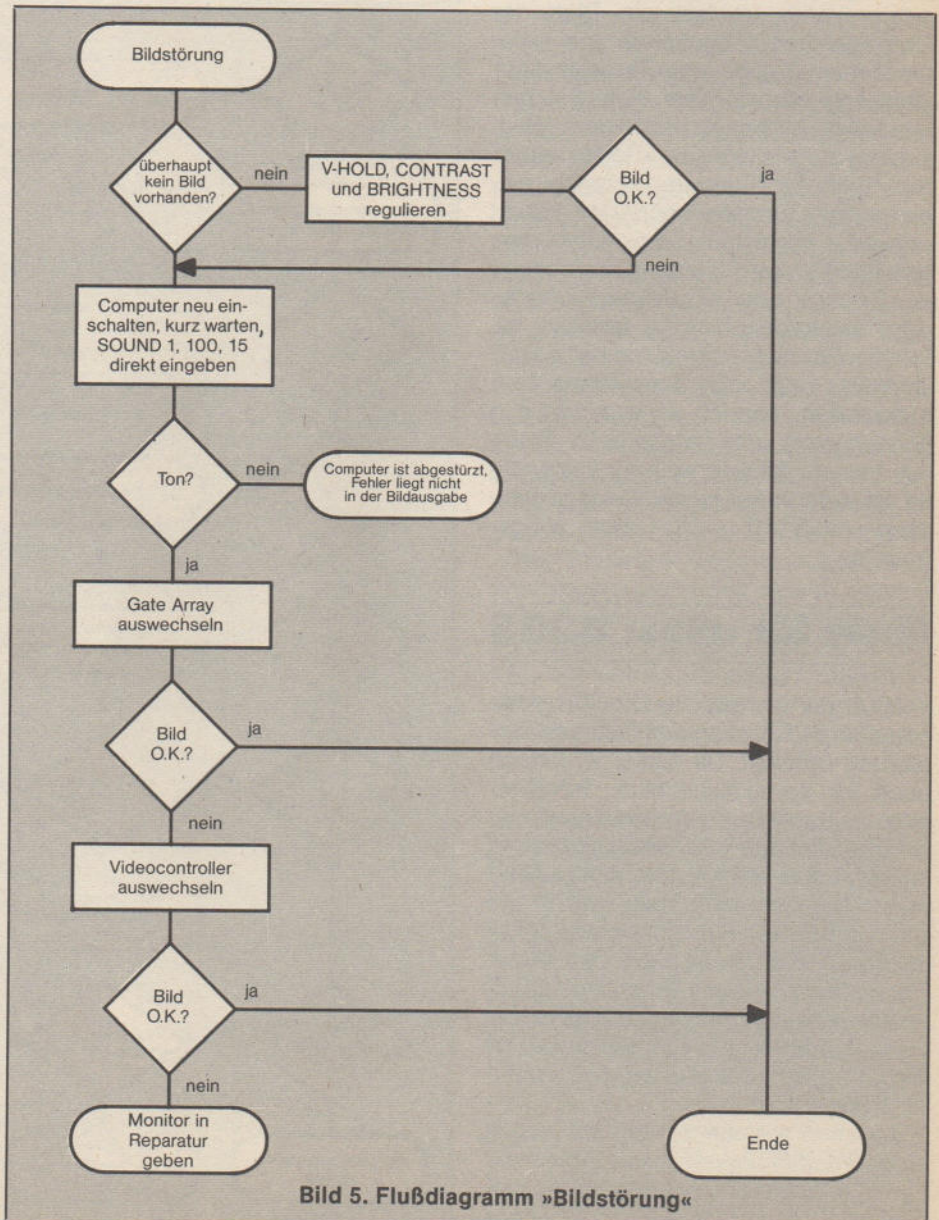 Bildstörung
überhaupt
kein Bild
vorhanden?
nein
V-HOLD, CONTRAST
und BRIGHTNESS
regulieren
Bild
O.K.?
ja
nein
Computer neu ein-
schalten, kurz warten,
SOUND 1, 100, 15
direkt eingeben
Ton?
nein
Computer ist abgestürzt,
Fehler liegt nicht
in der Bildausgabe
ja
Gate Array
auswechseln
Bild
O.K.?
ja
nein
Videocontroller
auswechseln
Bild
O.K.?
ja
nein
Monitor in
Reparatur
geben
Ende
Bild 5. Flußdiagramm »Bildstörung«